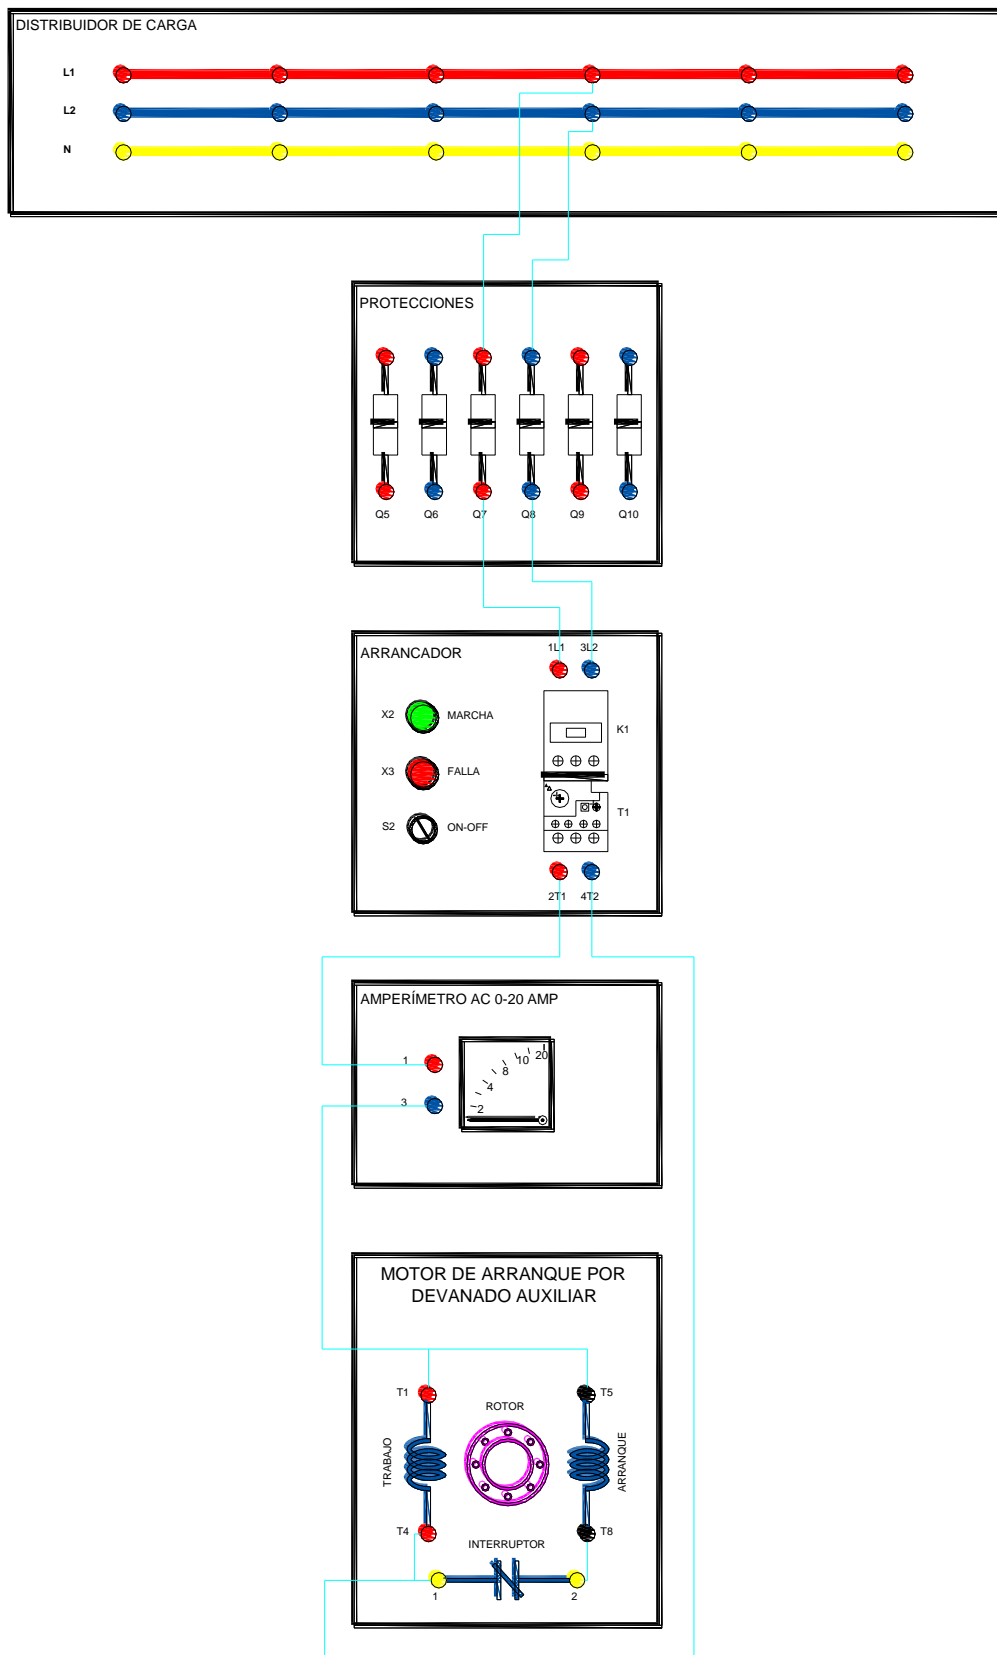 DISTRIBUIDOR DE CARGA
L1
L2
N
PROTECCIONES
Q5 Q6 Q7 Q8 Q9 Q10
ARRANCADOR
1L1 3L2
X2 MARCHA
K1
X3 FALLA
T1
S2 ON-OFF
2T1 4T2
AMPERÍMETRO AC 0-20 AMP
1
3
2 4 8 10 20
MOTOR DE ARRANQUE POR
DEVANADO AUXILIAR
T1 T5
ROTOR
TRABAJO
ARRANQUE
T4 T8
INTERRUPTOR
1 2